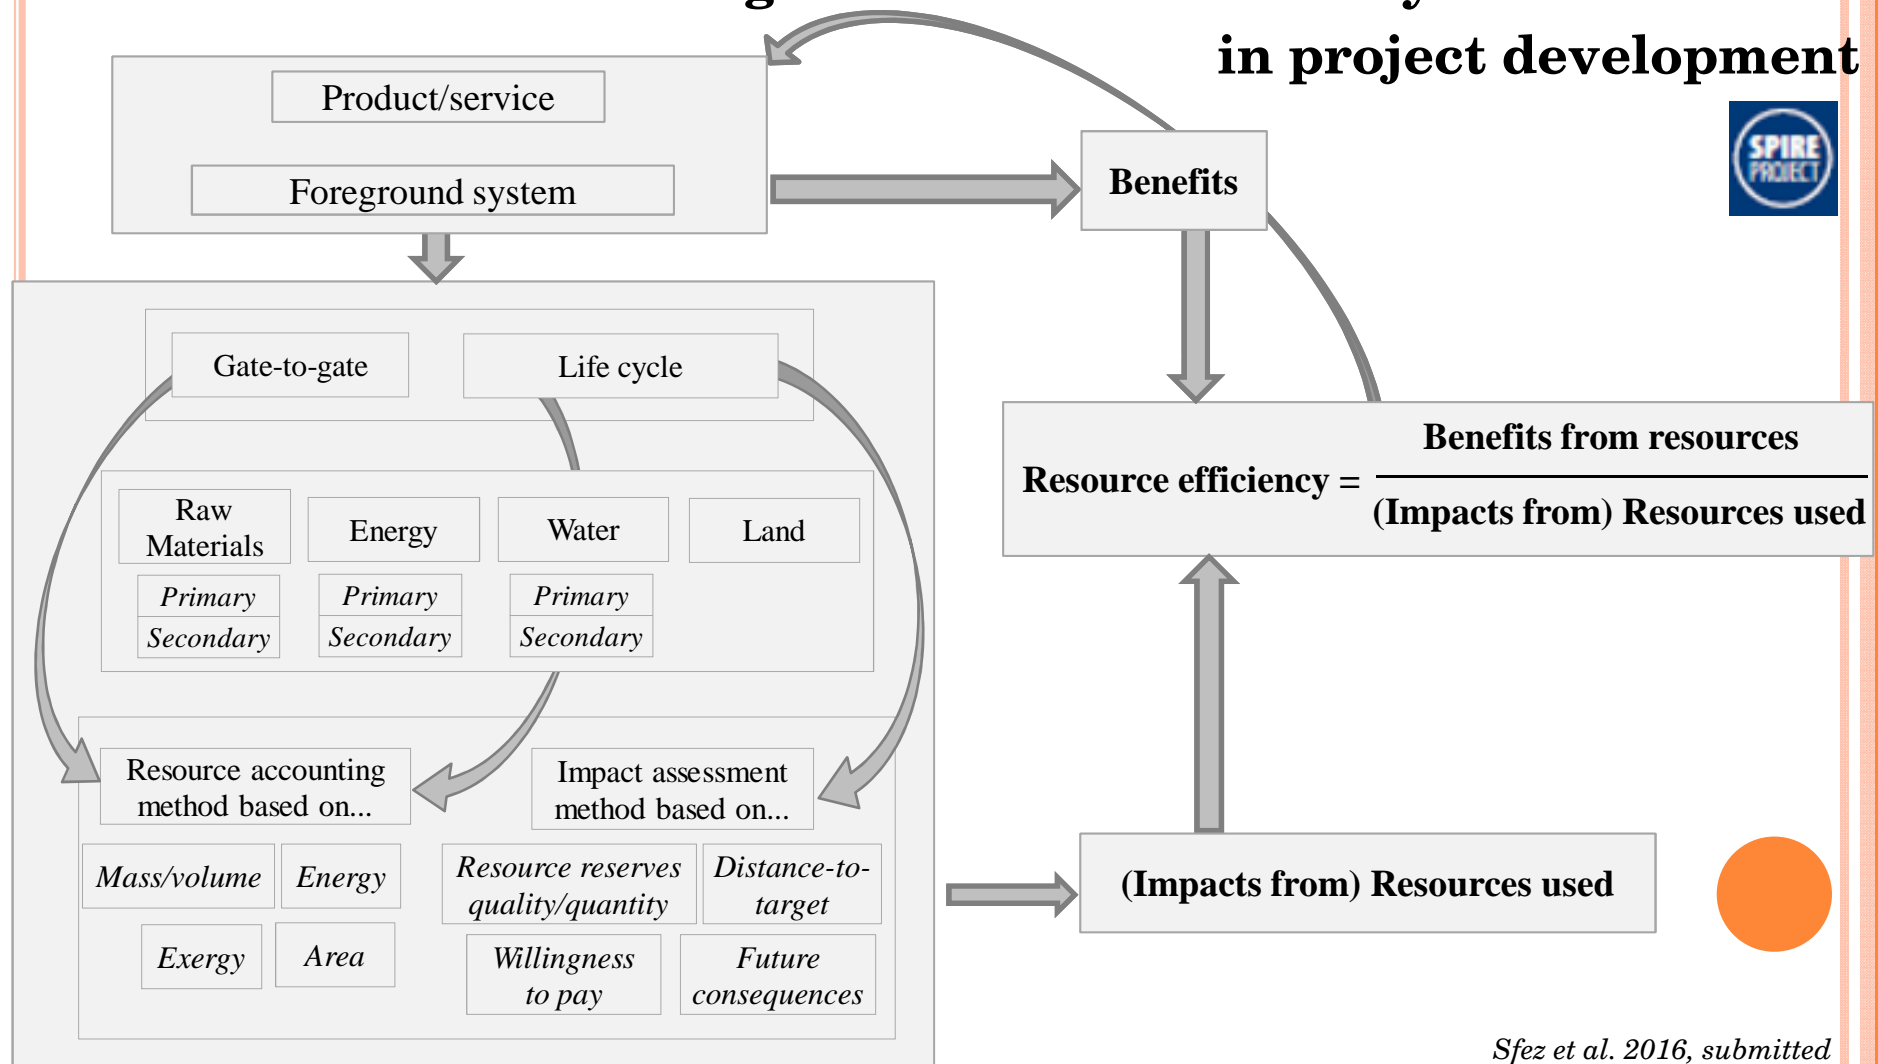 in project development
Product/service
Foreground system
Benefits
SPIRE
PROJECT
Gate-to-gate
Life cycle
Raw
Materials
Energy
Water
Land
Primary
Secondary
Primary
Secondary
Primary
Secondary
Benefits from resources
Resource efficiency =
(Impacts from) Resources used
Resource accounting
method based on...
Impact assessment
method based on...
Mass/volume
Energy
Exergy
Area
Resource reserves
quality/quantity
Distance-to-
target
Willingness
to pay
Future
consequences
(Impacts from) Resources used
Sfez et al. 2016, submitted